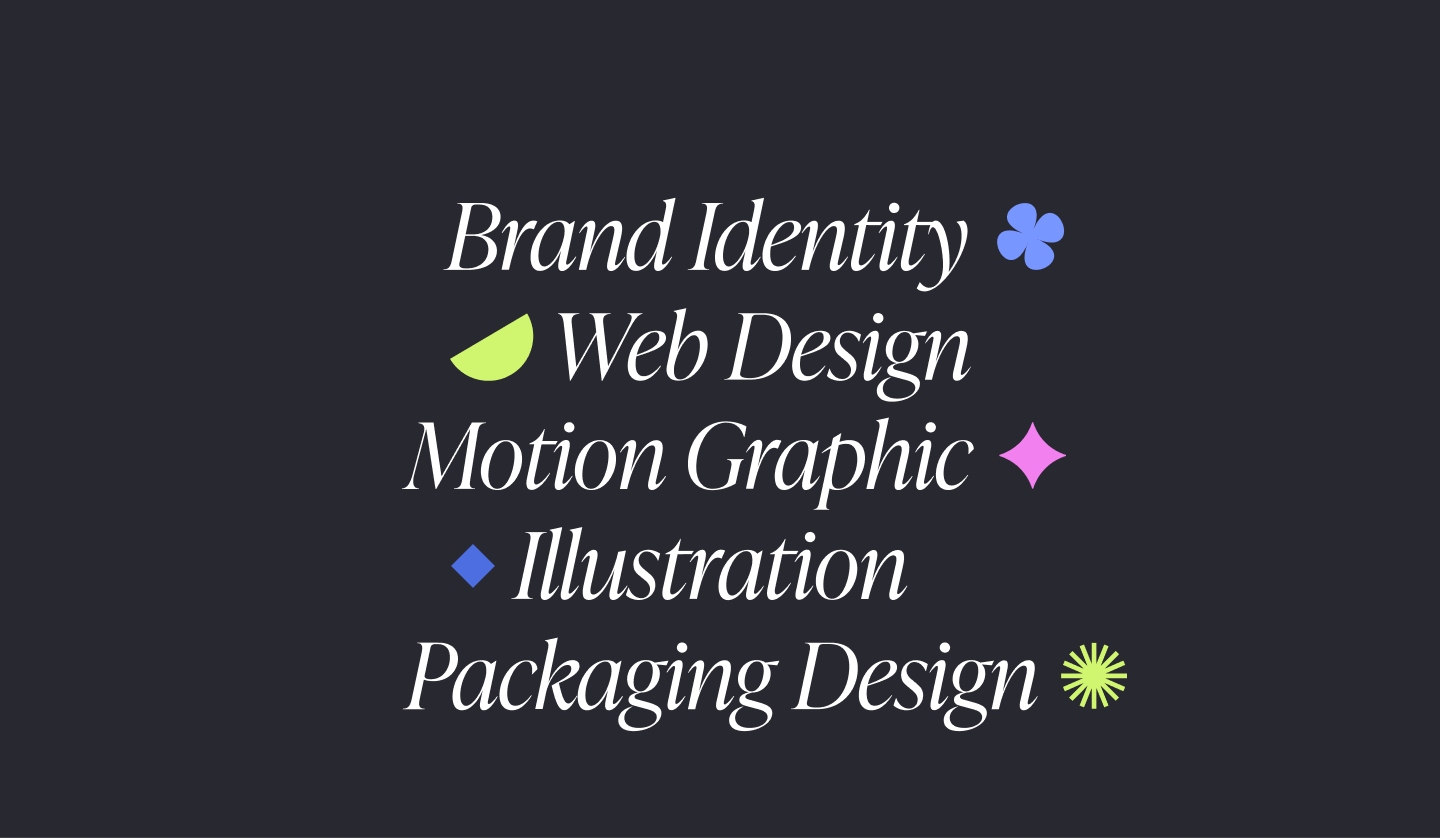 Brand Identity
Web Design
Motion Graphic
Illustration
Packaging Design